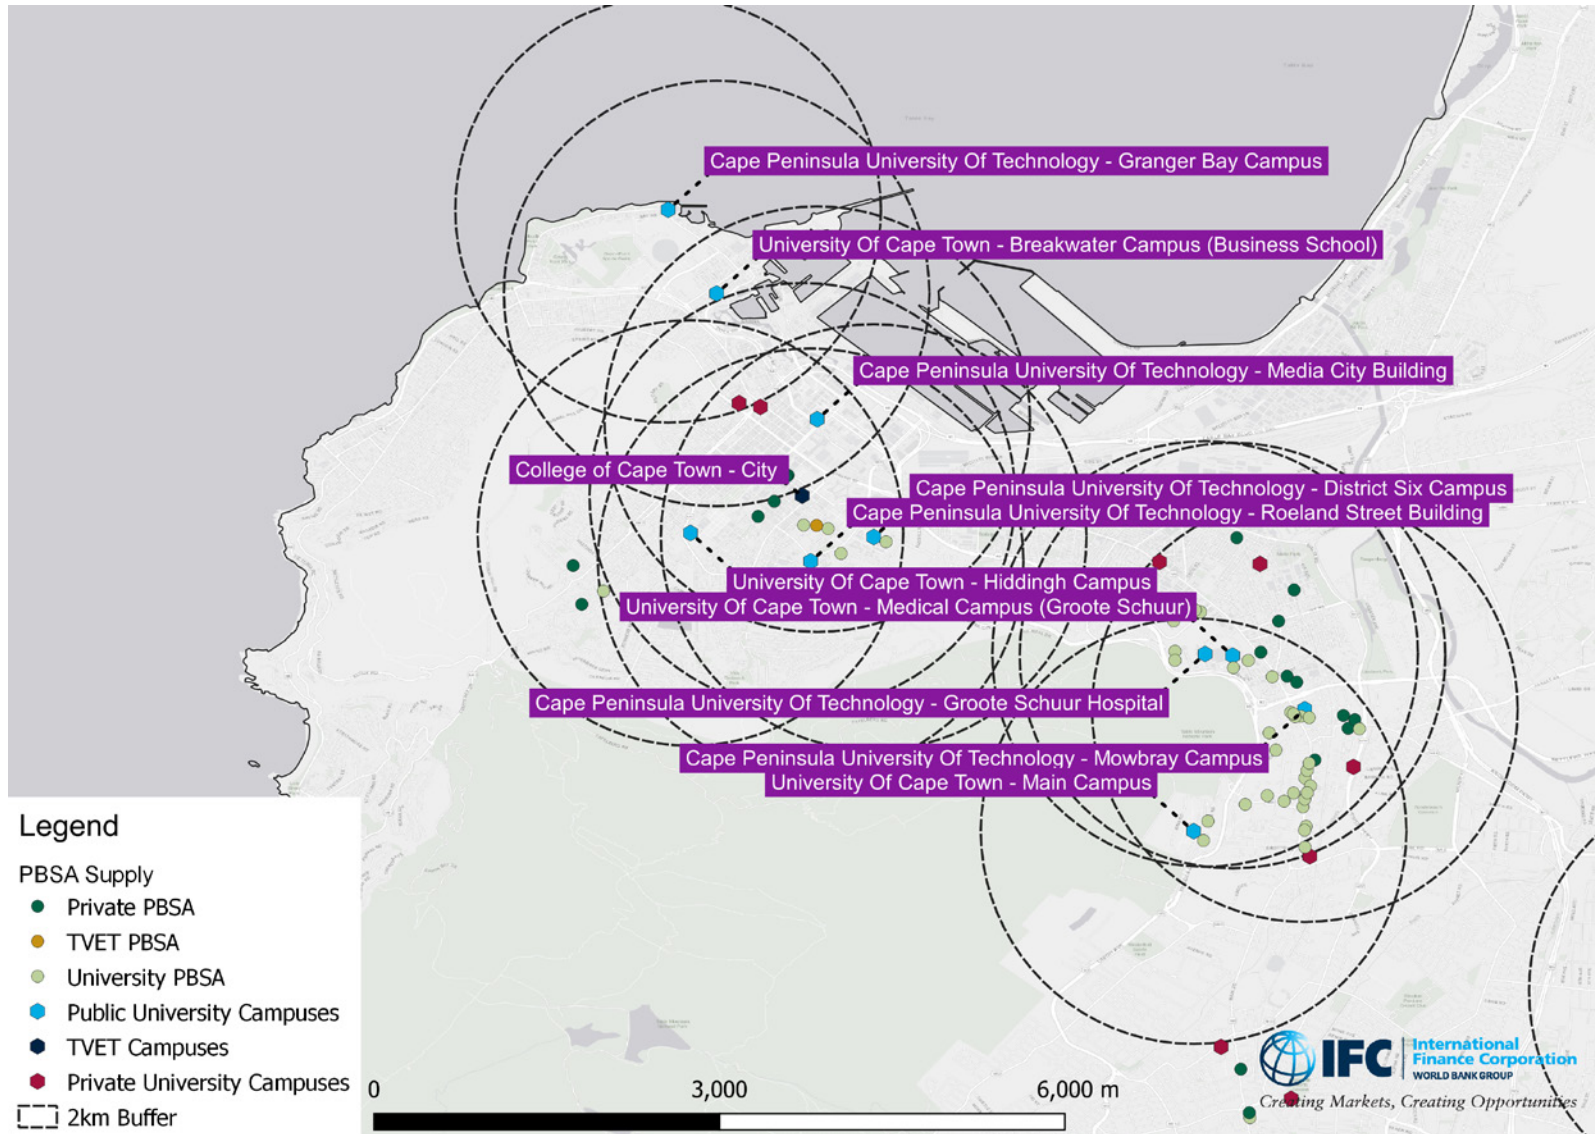 Cape Peninsula University Of Technology - Granger Bay Campus
University Of Cape Town - Breakwater Campus (Business School)
Cape Peninsula University Of Technology - Media City Building
College of Cape Town - City
Cape Peninsula University Of Technology - District Six Campus
Cape Peninsula University Of Technology - Roeland Street Building
University Of Cape Town - Hiddingh Campus
University Of Cape Town - Medical Campus (Groote Schuur)
Cape Peninsula University Of Technology - Groote Schuur Hospital
Cape Peninsula University Of Technology - Mowbray Campus
University Of Cape Town - Main Campus
Legend
PBSA Supply
Private PBSA
TVET PBSA
University PBSA
Public University Campuses
TVET Campuses
Private University Campuses
2km Buffer
0 3,000 6,000 m
IFC
International
Finance Corporation
WORLD BANK GROUP
Creating Markets, Creating Opportunities